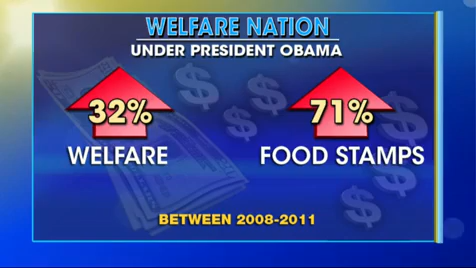 WELFARE NATION
UNDER PRESIDENT OBAMA
32% 71%
WELFARE FOOD STAMPS
BETWEEN 2008-2011